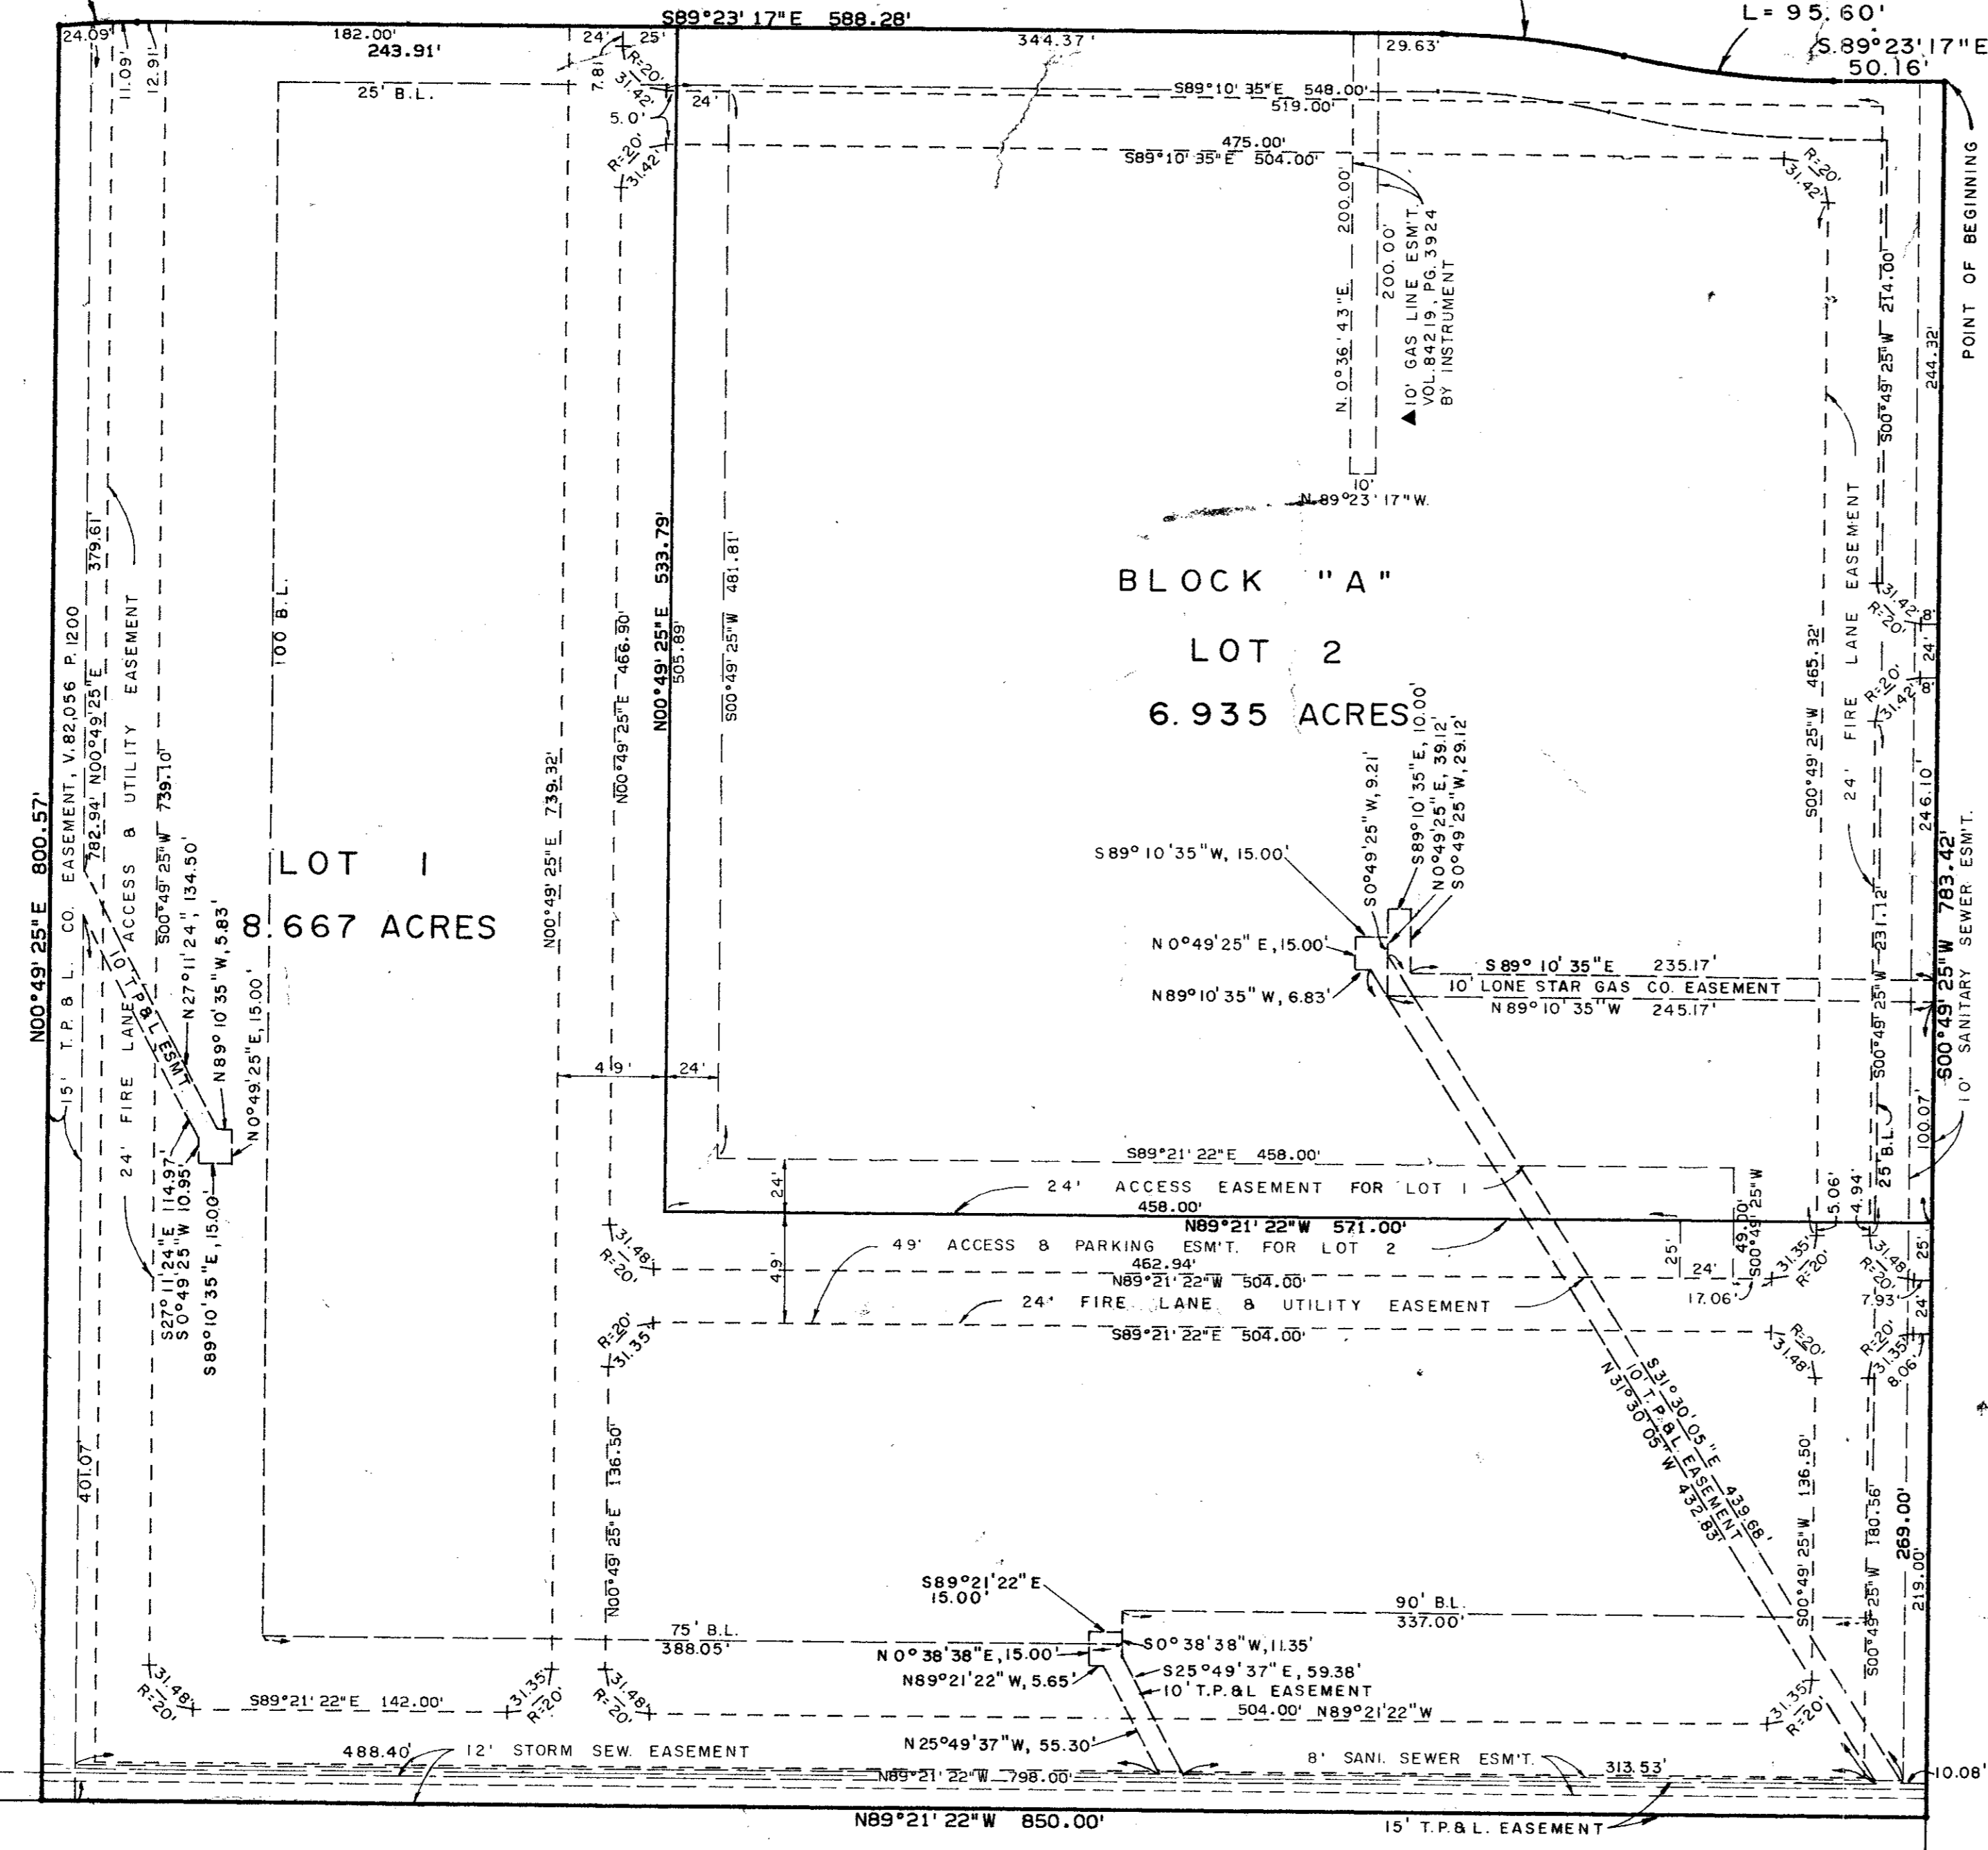 S89°23'17"E 588.28'
L=95.60'
S.89°23'17"E
50.16'
24.09'
182.00'
243.91'
24'
25'
344.37'
29.63'
11.09'
12.91'
7.81'
R=20'
31.42'
25' B.L.
24'
5.0'
S89°10'35"E 548.00'
519.00'
R=20'
31.42'
475.00'
S89°10'35"E 504.00'
R=20'
31.42'
POINT OF BEGINNING
N.0°36'43"E. 200.00'
200.00'
10' GAS LINE ESM'T.
VOL.84219, PG. 3924
BY INSTRUMENT
10'
N.89°23'17"W.
S00°49'25"W 214.00'
244.32'
24' FIRE LANE EASEMENT
S00°49'25"W 465.32'
31.42'
R=20'
8'
24'
8'
R=20'
31.42'
BLOCK "A"
LOT 2
6.935 ACRES
379.61'
782.94' N00°49'25"E
15' T.P. & L. CO. EASEMENT, V.82,056 P.1200
24' FIRE LANE ACCESS & UTILITY EASEMENT
S00°49'25"W 739.10'
100 B.L.
N00°49'25"E 739.32'
N00°49'25"E 466.90'
N00°49'25"E 533.79'
505.89'
S00°49'25"W 481.81'
N00°49'25"E 800.57'
LOT 1
8.667 ACRES
10' T.P.&L. ESMT.
N27°11'24", 134.50'
N89°10'35"W, 5.83'
N0°49'25"E, 15.00'
S27°11'24"E 114.97'
S0°49'25"W 10.95'
S89°10'35"E, 15.00'
S0°49'25"W, 9.21'
S89°10'35"E, 10.00'
N0°49'25"E, 39.12'
S0°49'25"W, 29.12'
S89°10'35"W, 15.00'
N0°49'25"E, 15.00'
N89°10'35"W, 6.83'
S89°10'35"E 235.17'
10' LONE STAR GAS CO. EASEMENT
N89°10'35"W 245.17'
S00°49'25"W 231.12'
246.10'
S00°49'25"W 783.42'
10' SANITARY SEWER ESM'T.
100.07'
25' B.L.
49'
24'
S89°21'22"E 458.00'
24'
24' ACCESS EASEMENT FOR LOT 1
458.00'
N89°21'22"W 571.00'
49.00'
S00°49'25"W
5.06'
4.94'
49' ACCESS & PARKING ESM'T. FOR LOT 2
31.48'
R=20'
49'
462.94'
N89°21'22"W 504.00'
25'
24'
17.06'
31.35'
R=20'
31.48'
R=20'
25'
7.93'
24'
24' FIRE LANE & UTILITY EASEMENT
S89°21'22"E 504.00'
R=20'
31.35'
R=20'
31.48'
R=20'
31.35'
8.06'
S31°30'05"E 439.68'
10' T.P.&L. EASEMENT
N31°30'05"W 432.83'
401.07'
N00°49'25"E 136.50'
S00°49'25"W 136.50'
S00°49'25"W 180.56'
269.00'
219.00'
S89°21'22"E
15.00'
90' B.L.
337.00'
75' B.L.
388.05'
S0°38'38"W, 11.35'
N0°38'38"E, 15.00'
N89°21'22"W, 5.65'
S25°49'37"E, 59.38'
10' T.P.&L EASEMENT
31.48'
R=20'
S89°21'22"E 142.00'
31.35'
R=20'
31.48'
R=20'
504.00' N89°21'22"W
31.35'
R=20'
N25°49'37"W, 55.30'
488.40'
12' STORM SEW. EASEMENT
8' SANI. SEWER ESM'T.
313.53'
N89°21'22"W 798.00'
10.08'
N89°21'22"W 850.00'
15' T.P.&L. EASEMENT
15'